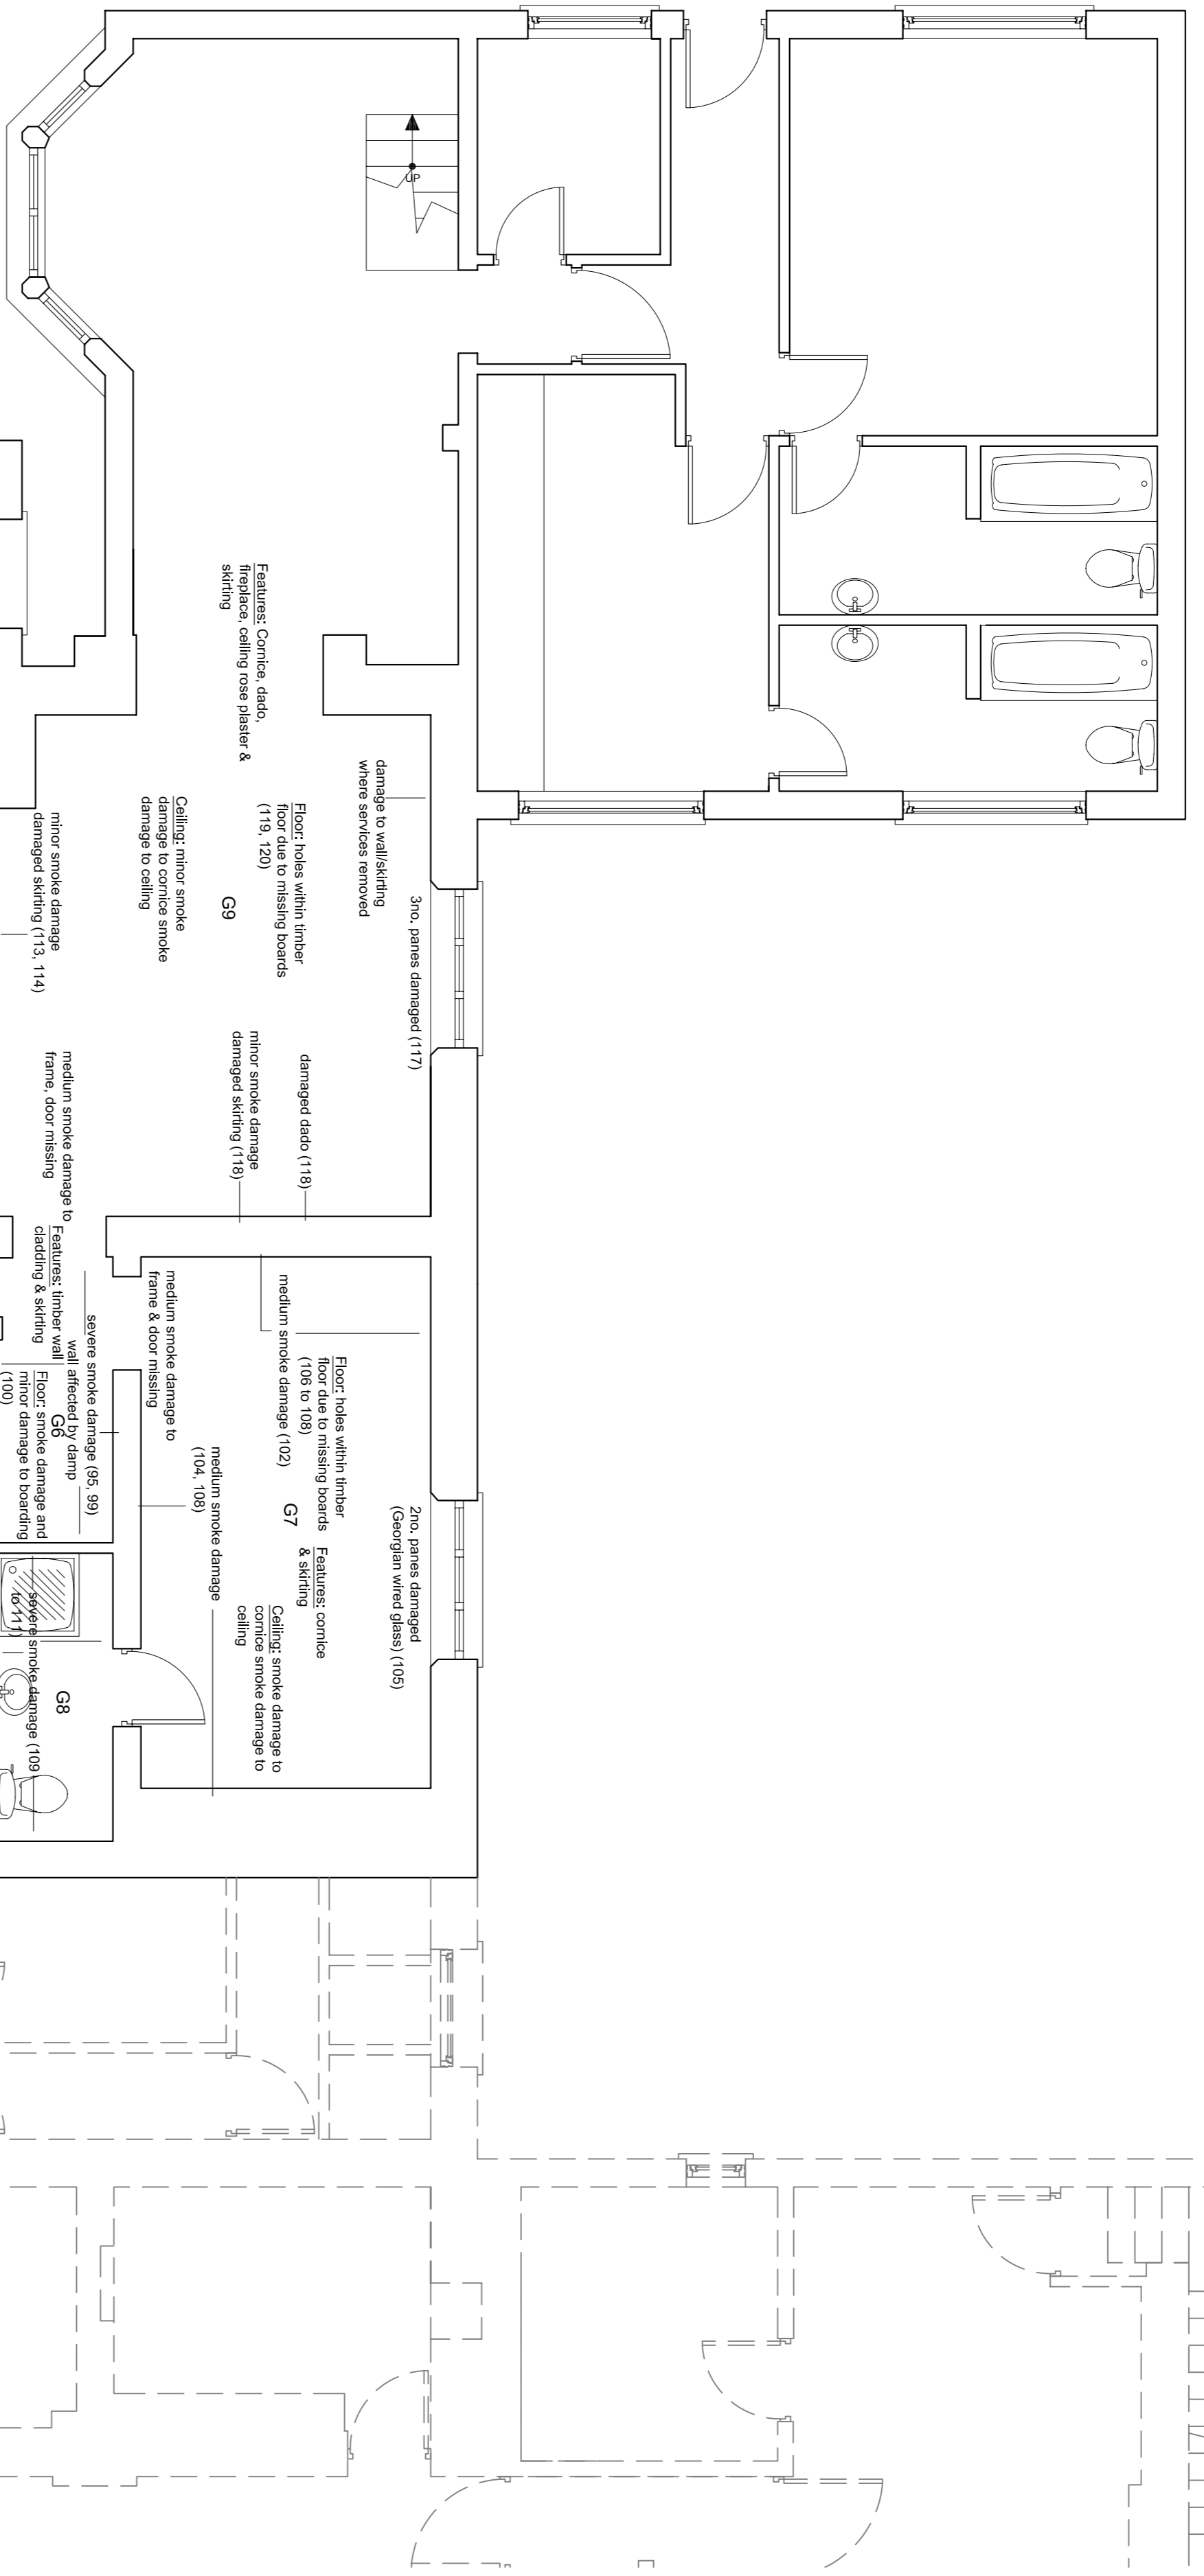 UP
Features: Cornice, dado,
fireplace, ceiling rose plaster &
skirting
damage to wall/skirting
where services removed
Floor: holes within timber
floor due to missing boards
(119, 120)
G9
Ceiling: minor smoke
damage to cornice smoke
damage to ceiling
minor smoke damage
damaged skirting (113, 114)
3no. panes damaged (117)
damaged dado (118)
minor smoke damage
damaged skirting (118)
medium smoke damage to
frame, door missing
2no. panes damaged
(Georgian wired glass) (105)
Floor: holes within timber
floor due to missing boards
(106 to 108)
G7
Features: cornice
& skirting
Ceiling: smoke damage to
cornice smoke damage to
ceiling
medium smoke damage (102)
medium smoke damage to
frame & door missing
medium smoke damage
(104, 108)
severe smoke damage (95, 99)
wall affected by damp
G6
Features: timber wall
cladding & skirting
Floor: smoke damage and
minor damage to boarding
(100)
G8
severe smoke damage (109
to 111)